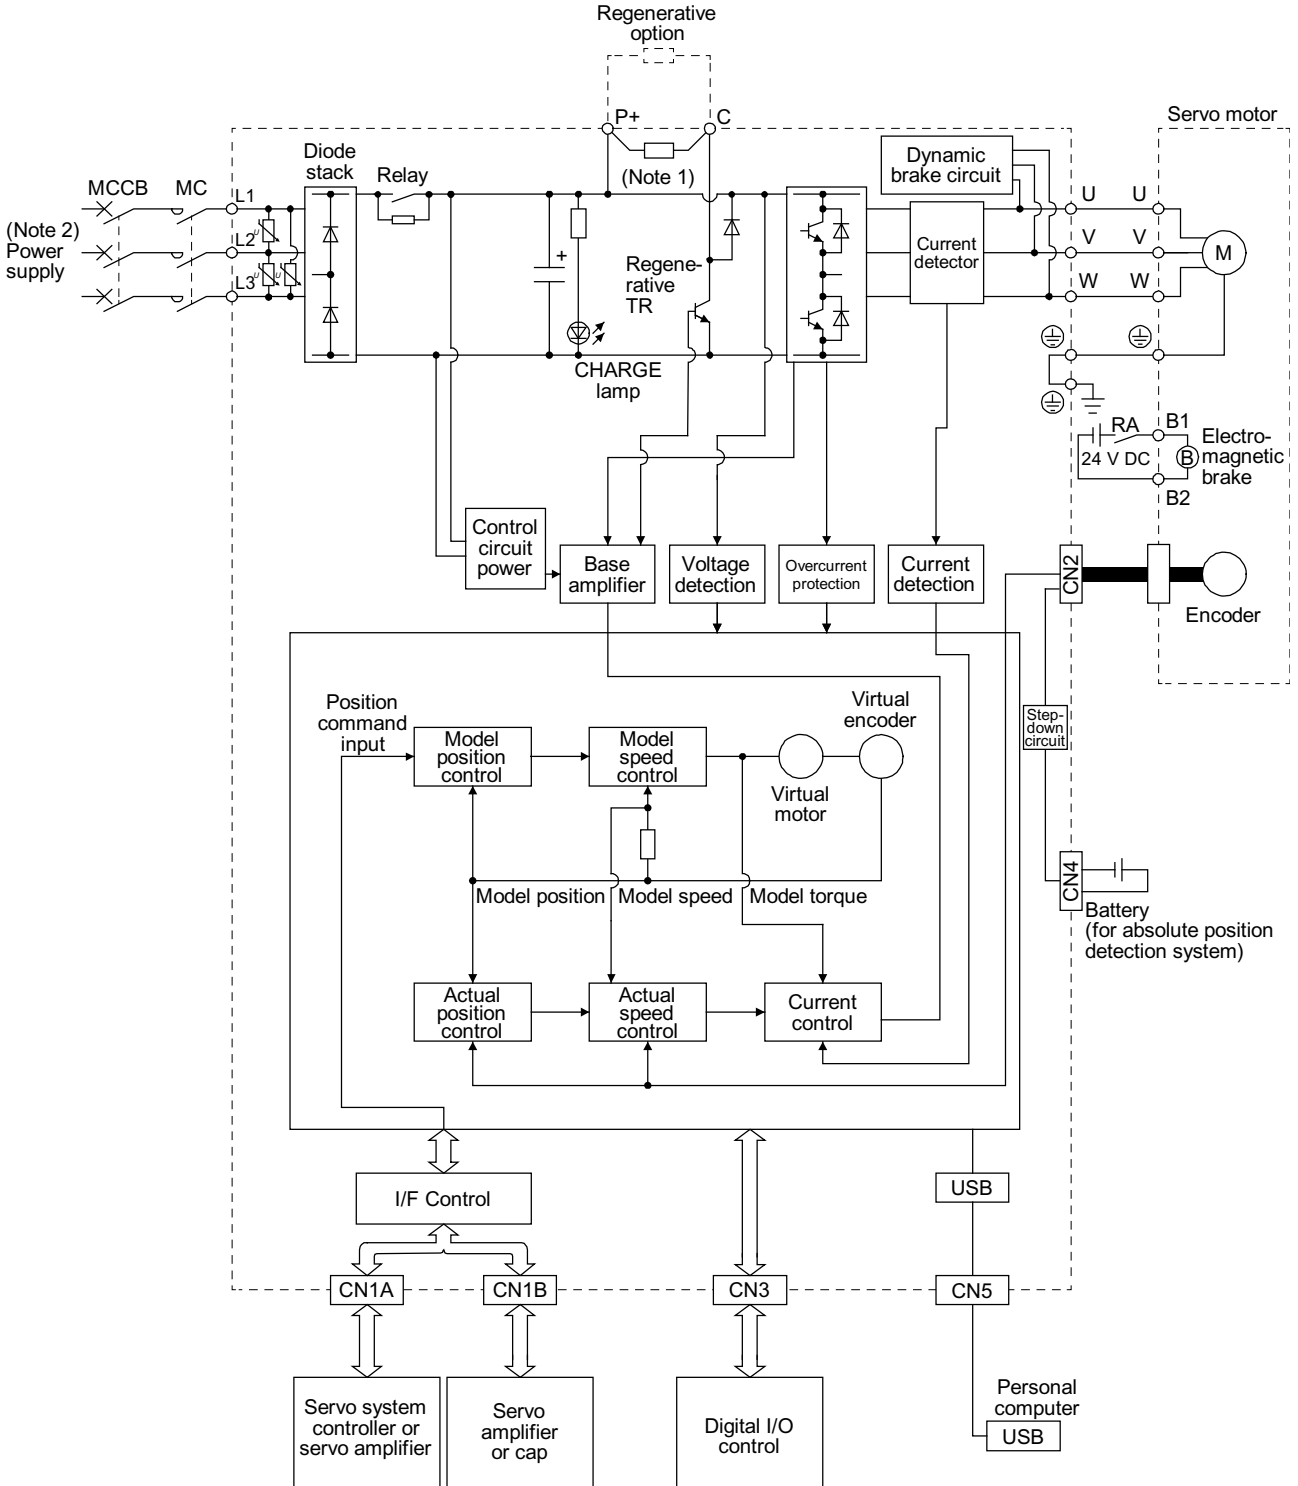 Regenerative
option
P+
C
Servo motor
Diode
stack
Relay
(Note 1)
Dynamic
brake circuit
MCCB
MC
L1
(Note 2)
Power
supply
L2
L3
U
U
U
U
U
V
V
W
W
Current
detector
M
+
Regene-
rative
TR
CHARGE
lamp
RA
B1
24 V DC
B
Electro-
magnetic
brake
B2
Control
circuit
power
Base
amplifier
Voltage
detection
Overcurrent
protection
Current
detection
CN2
Encoder
Position
command
input
Model
position
control
Model
speed
control
Virtual
encoder
Virtual
motor
Step-
down
circuit
Model position
Model speed
Model torque
CN4
Battery
(for absolute position
detection system)
Actual
position
control
Actual
speed
control
Current
control
I/F Control
USB
CN1A
CN1B
CN3
CN5
Servo system
controller or
servo amplifier
Servo
amplifier
or cap
Digital I/O
control
Personal
computer
USB